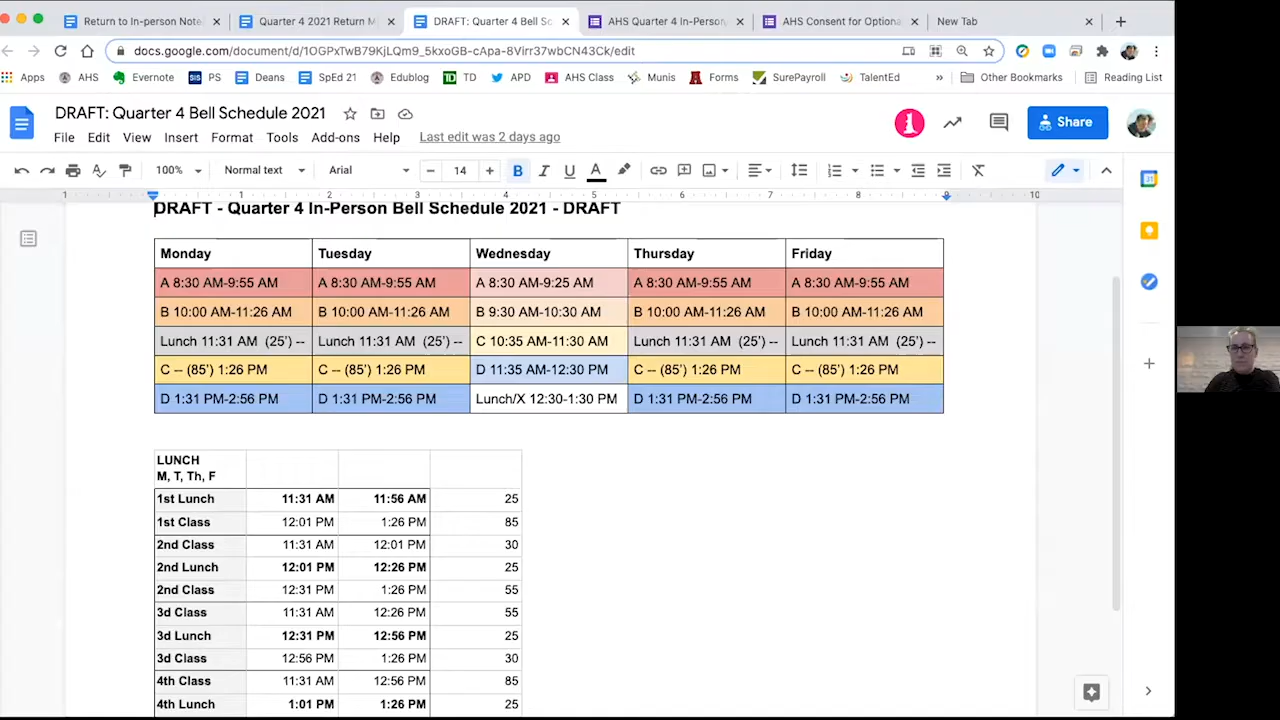 Return to In-person Note
Quarter 4 2021 Return M
DRAFT: Quarter 4 Bell Sc
AHS Quarter 4 In-Person
AHS Consent for Optiona
New Tab
docs.google.com/document/d/1OGPxTwB79KjLQm9_5kxoGB-cApa-8Virr37wbCN43Ck/edit
Apps AHS Evernote PS Deans SpEd 21 Edublog TD APD AHS Class Munis Forms SurePayroll TalentEd » Other Bookmarks Reading List
DRAFT: Quarter 4 Bell Schedule 2021
File Edit View Insert Format Tools Add-ons Help Last edit was 2 days ago
Share
100% Normal text Arial 14 B I U A
1 1 2 3 4 5 6 7 8 9 10
DRAFT - Quarter 4 In-Person Bell Schedule 2021 - DRAFT
Monday Tuesday Wednesday Thursday Friday
A 8:30 AM-9:55 AM A 8:30 AM-9:55 AM A 8:30 AM-9:25 AM A 8:30 AM-9:55 AM A 8:30 AM-9:55 AM
B 10:00 AM-11:26 AM B 10:00 AM-11:26 AM B 9:30 AM-10:30 AM B 10:00 AM-11:26 AM B 10:00 AM-11:26 AM
Lunch 11:31 AM (25') -- Lunch 11:31 AM (25') -- C 10:35 AM-11:30 AM Lunch 11:31 AM (25') -- Lunch 11:31 AM (25') --
C -- (85') 1:26 PM C -- (85') 1:26 PM D 11:35 AM-12:30 PM C -- (85') 1:26 PM C -- (85') 1:26 PM
D 1:31 PM-2:56 PM D 1:31 PM-2:56 PM Lunch/X 12:30-1:30 PM D 1:31 PM-2:56 PM D 1:31 PM-2:56 PM
LUNCH
M, T, Th, F
1st Lunch 11:31 AM 11:56 AM 25
1st Class 12:01 PM 1:26 PM 85
2nd Class 11:31 AM 12:01 PM 30
2nd Lunch 12:01 PM 12:26 PM 25
2nd Class 12:31 PM 1:26 PM 55
3d Class 11:31 AM 12:26 PM 55
3d Lunch 12:31 PM 12:56 PM 25
3d Class 12:56 PM 1:26 PM 30
4th Class 11:31 AM 12:56 PM 85
4th Lunch 1:01 PM 1:26 PM 25